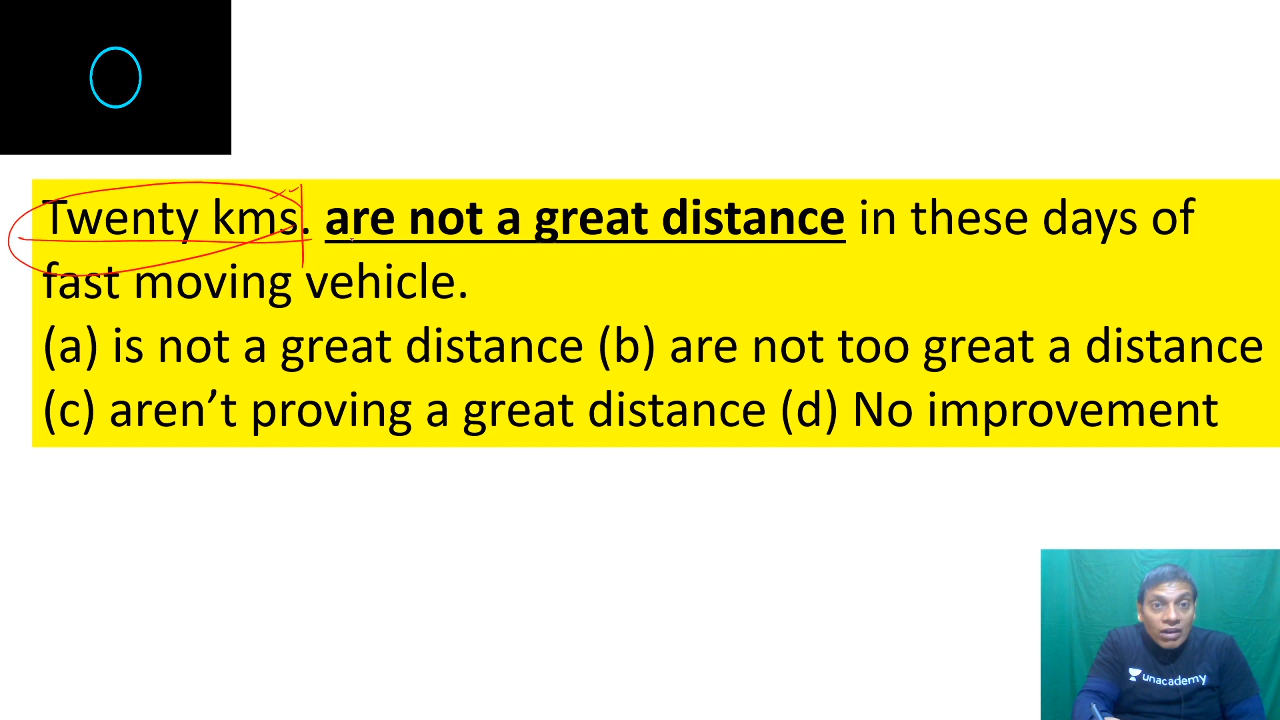 Twenty kms. are not a great distance in these days of
fast moving vehicle.
(a) is not a great distance (b) are not too great a distance
(c) aren’t proving a great distance (d) No improvement
unacademy